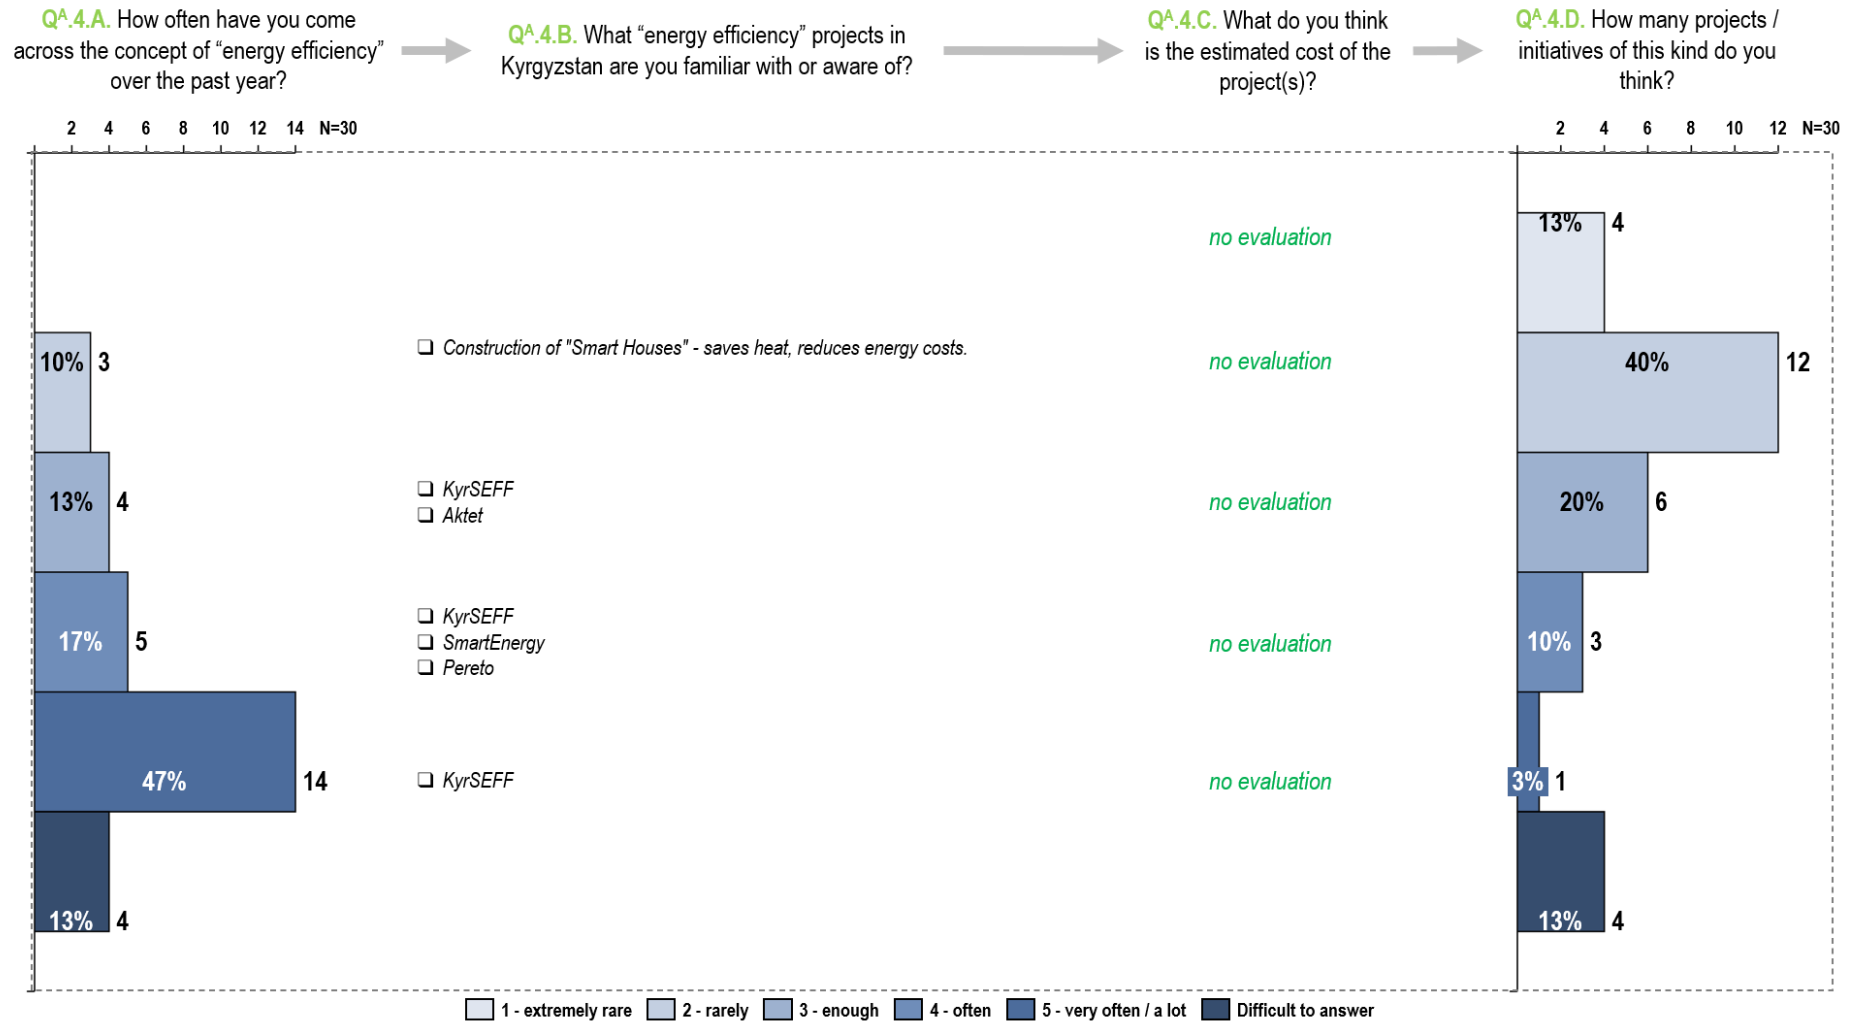 Qᴬ.4.A. How often have you come
across the concept of “energy efficiency”
over the past year?
Qᴬ.4.B. What “energy efficiency” projects in
Kyrgyzstan are you familiar with or aware of?
Qᴬ.4.C. What do you think
is the estimated cost of the
project(s)?
Qᴬ.4.D. How many projects /
initiatives of this kind do you
think?
2 4 6 8 10 12 14 N=30
2 4 6 8 10 12 N=30
no evaluation
13% 4
10% 3
❑ Construction of "Smart Houses" - saves heat, reduces energy costs.
no evaluation
40% 12
13% 4
❑ KyrSEFF
❑ Aktet
no evaluation
20% 6
17% 5
❑ KyrSEFF
❑ SmartEnergy
❑ Pereto
no evaluation
10% 3
47% 14
❑ KyrSEFF
no evaluation
3% 1
13% 4
13% 4
1 - extremely rare 2 - rarely 3 - enough 4 - often 5 - very often / a lot Difficult to answer